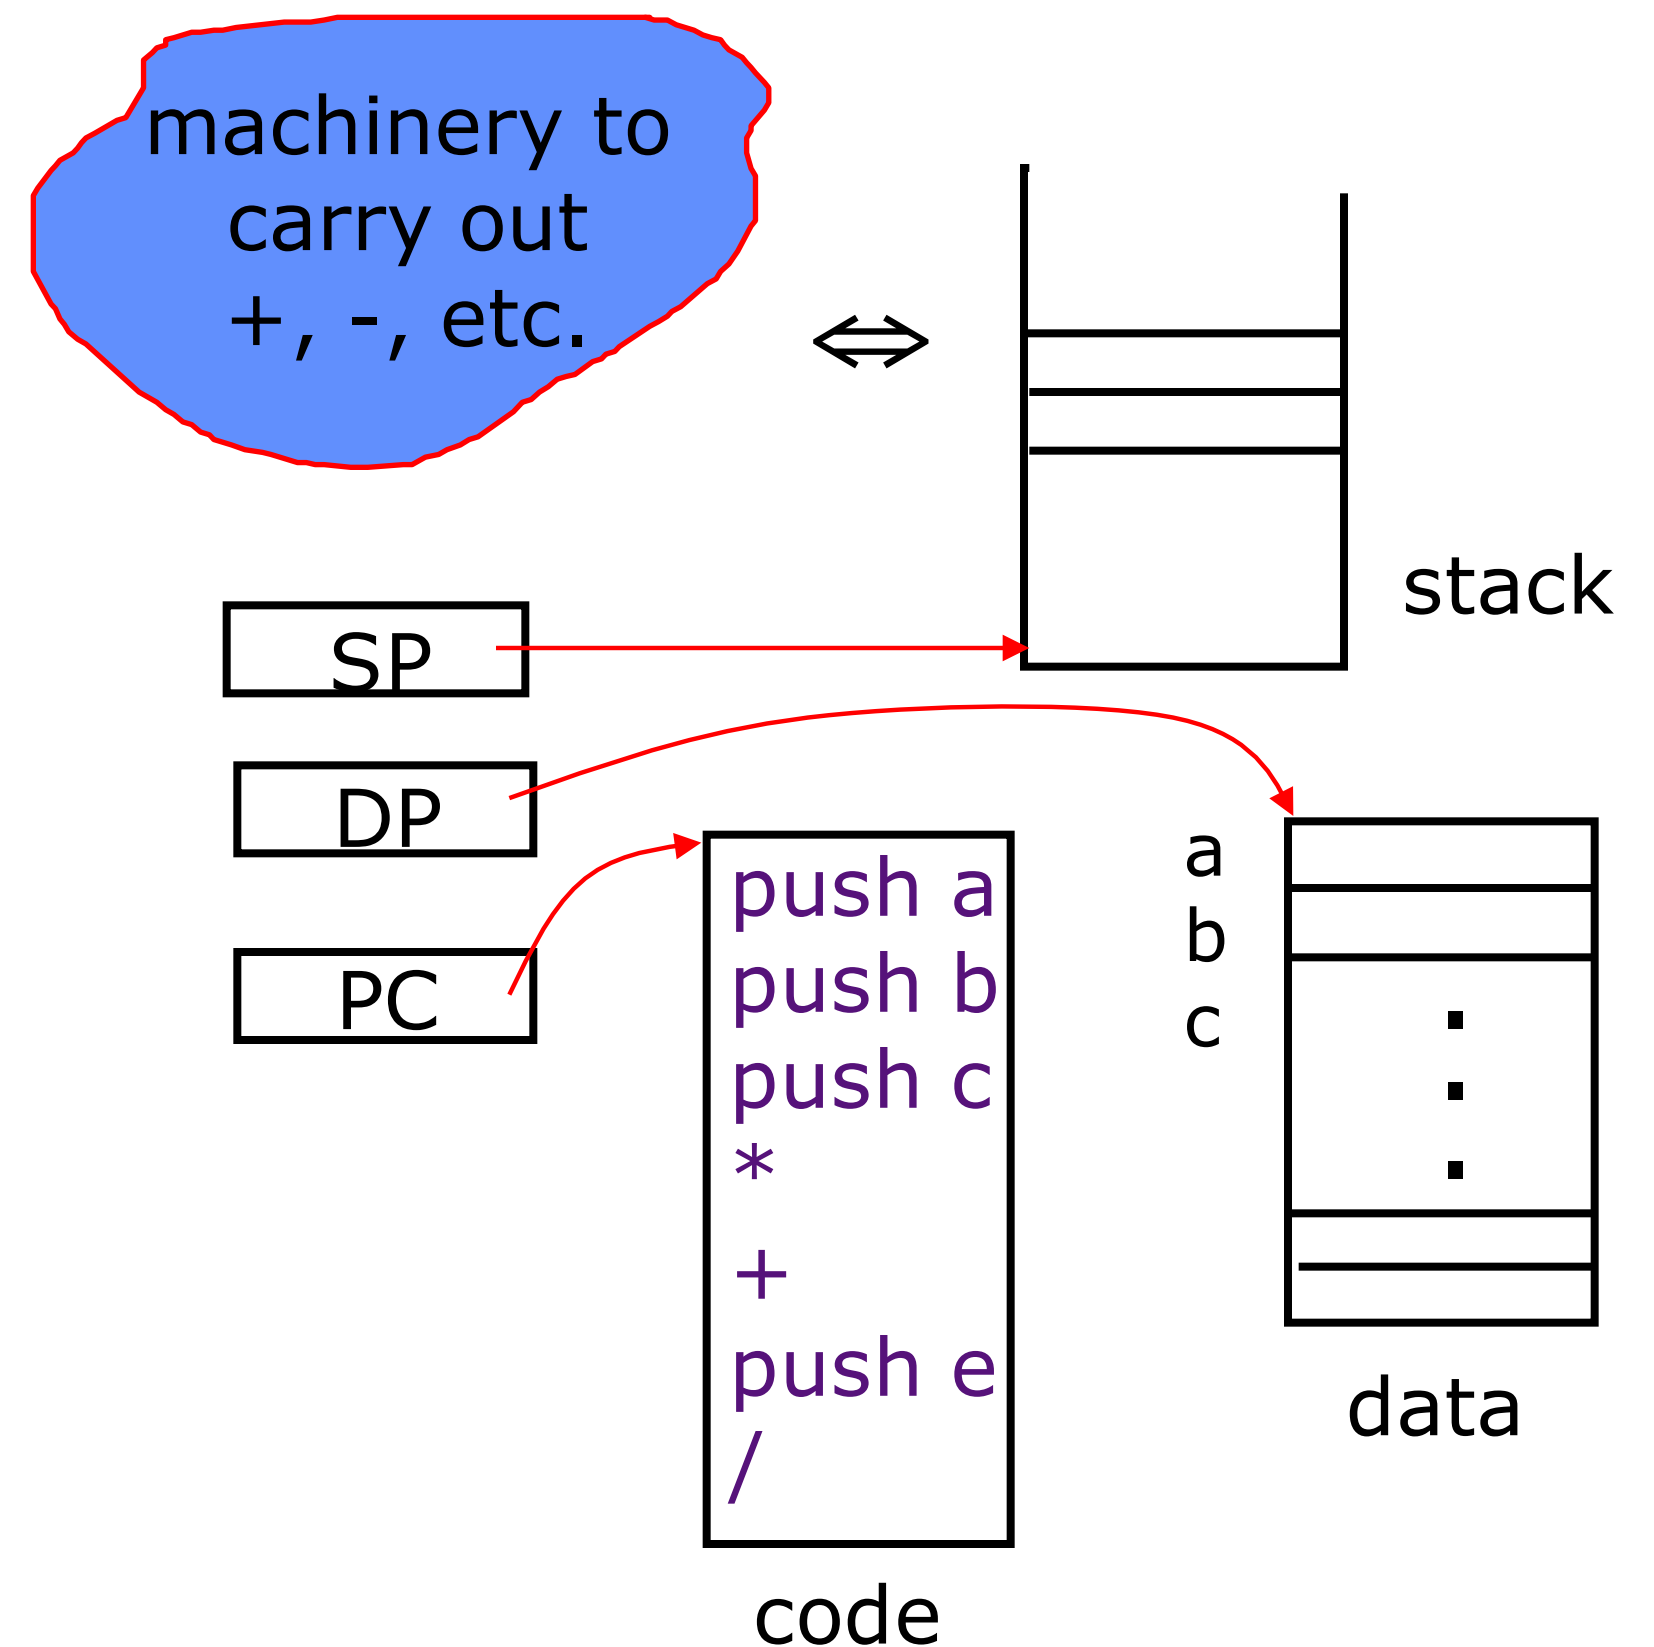 machinery to
carry out
+, -, etc.
stack
SP
DP
PC
push a
push b
push c
*
+
push e
/
code
a
b
c
data